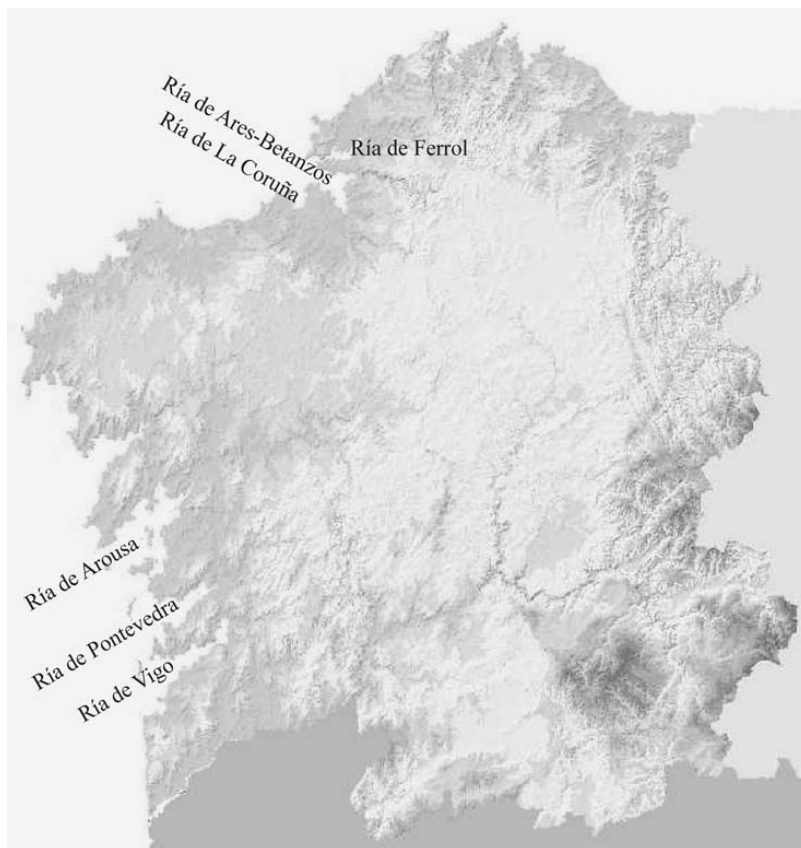 Ría de Ares-Betanzos
Ría de La Coruña
Ría de Ferrol
Ría de Arousa
Ría de Pontevedra
Ría de Vigo